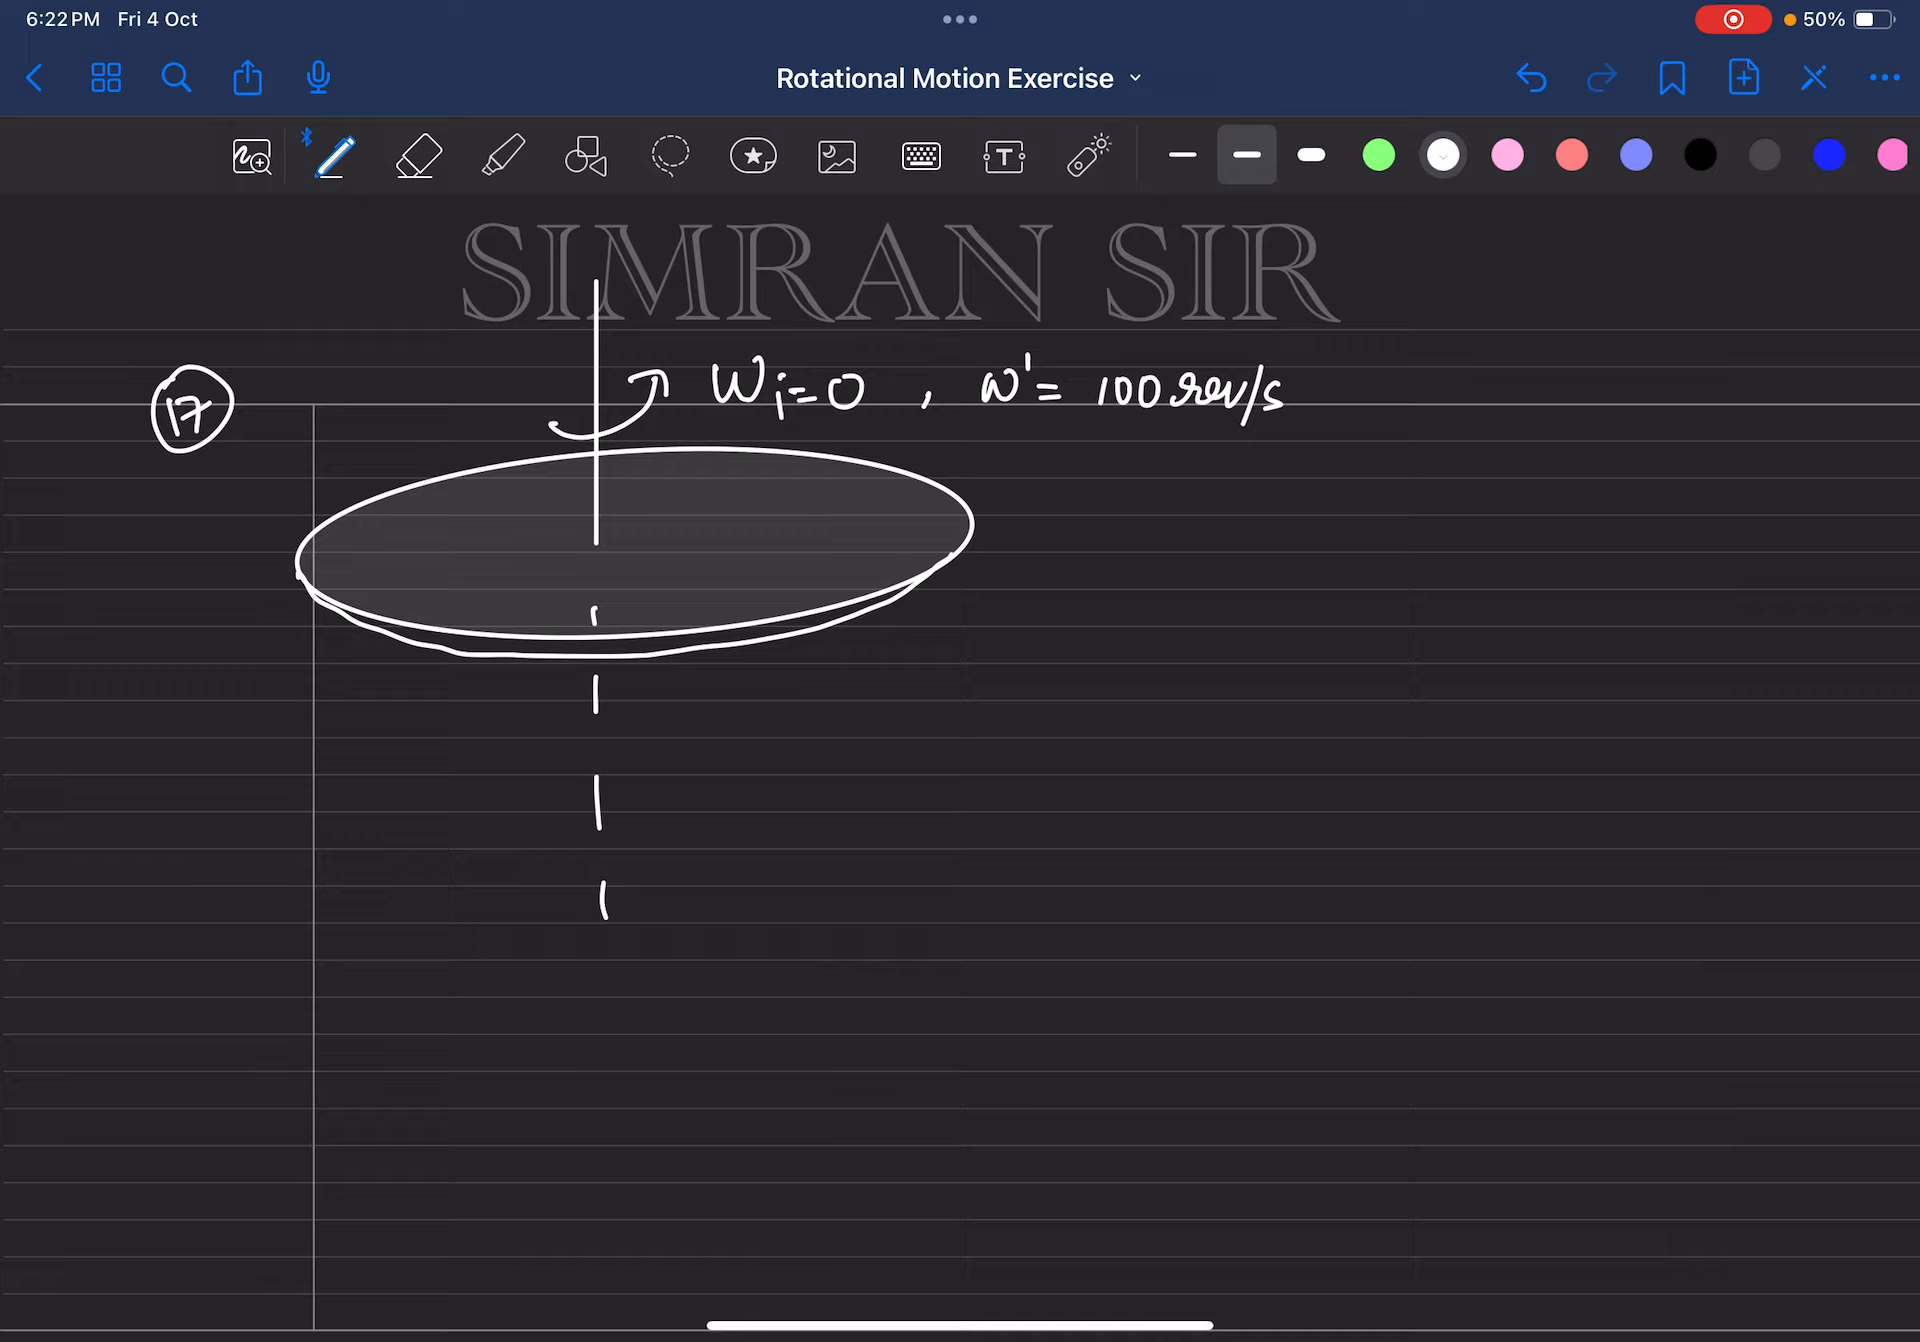 6:22 PM Fri 4 Oct
50%
Rotational Motion Exercise
T
SIMRAN SIR
17
Wi=0 , ω'= 100 rev/s